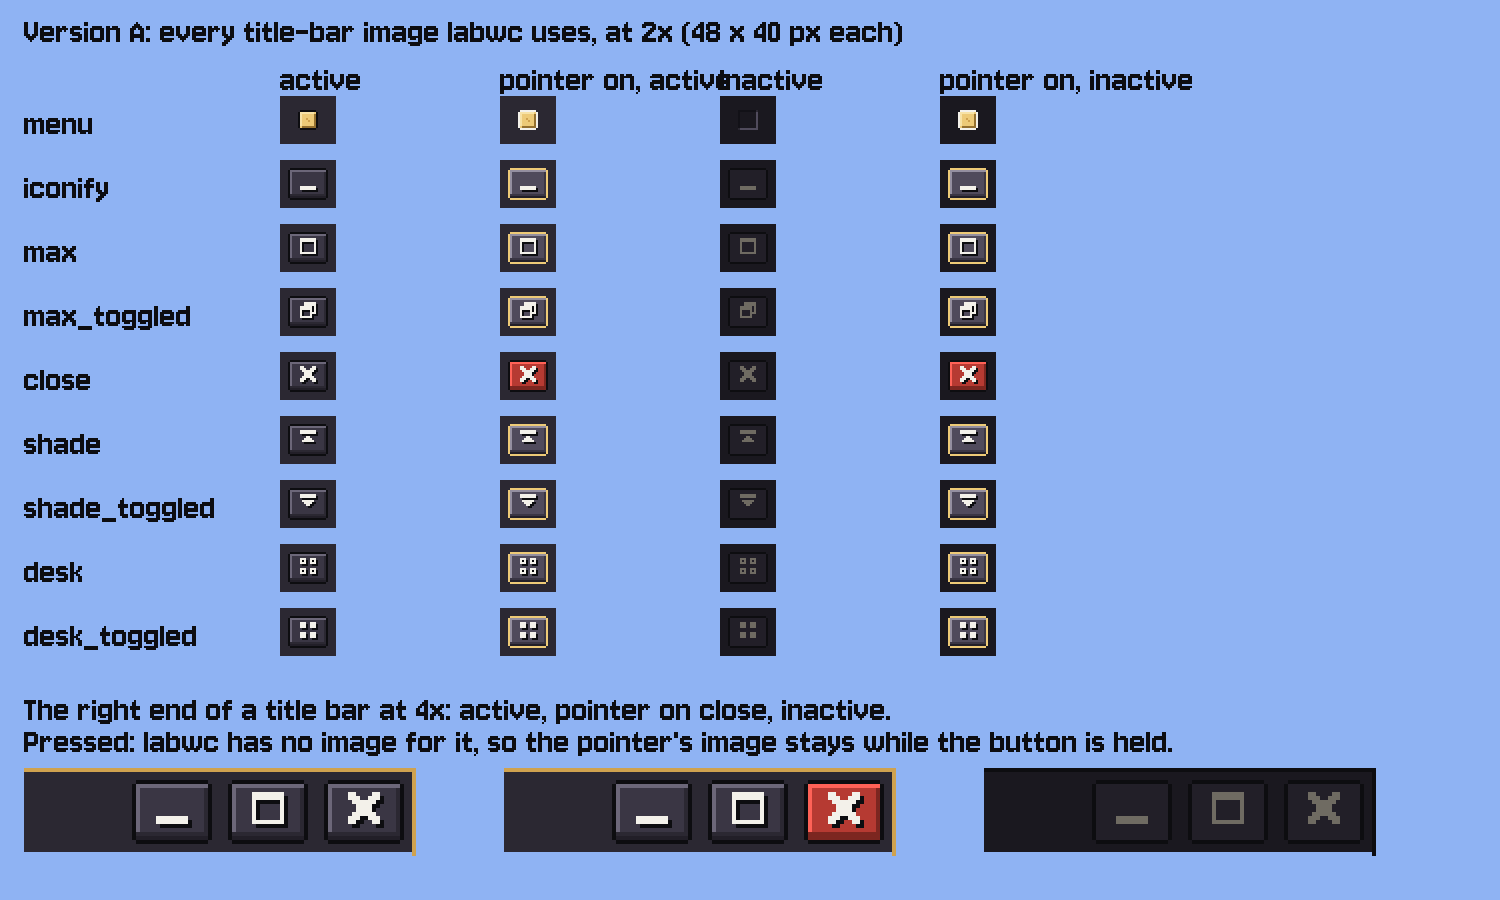 Version A: every title-bar image labwc uses, at 2x (48 x 40 px each)
active pointer on, active inactive pointer on, inactive
menu
iconify
max
max_toggled
close
shade
shade_toggled
desk
desk_toggled
The right end of a title bar at 4x: active, pointer on close, inactive.
Pressed: labwc has no image for it, so the pointer's image stays while the button is held.